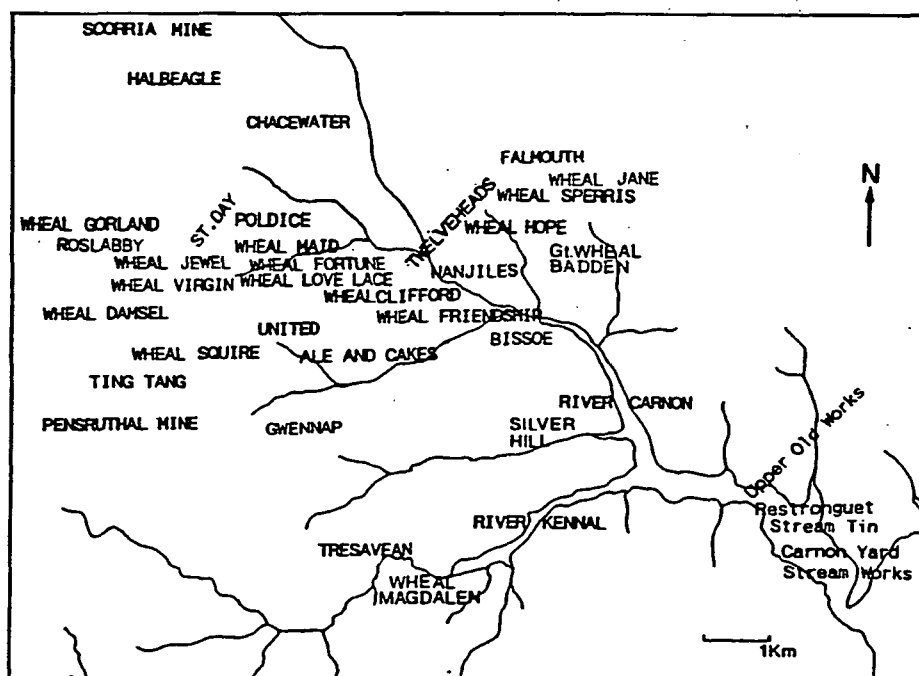 SCORRIA MINE
HALBEAGLE
CHACEWATER
FALMOUTH
WHEAL JANE
WHEAL SPERRIS
N
TWELVEHEADS
ST.DAY
POLDICE
WHEAL GORLAND
WHEAL HOPE
ROSLABBY
WHEAL MAID
Gt.WHEAL
BADDEN
WHEAL JEWEL
WHEAL FORTUNE
NANJILES
WHEAL VIRGIN
WHEAL LOVE LACE
WHEALCLIFFORD
WHEAL DAMSEL
WHEAL FRIENDSHIP
UNITED
BISSOE
WHEAL SQUIRE
ALE AND CAKES
TING TANG
RIVER CARNON
PENSRUTHAL MINE
GWENNAP
SILVER
HILL
Upper Old Works
Restronguet
Stream Tin
RIVER KENNAL
TRESAVEAN
Carnon Yard
Stream Works
WHEAL
MAGDALEN
1Km